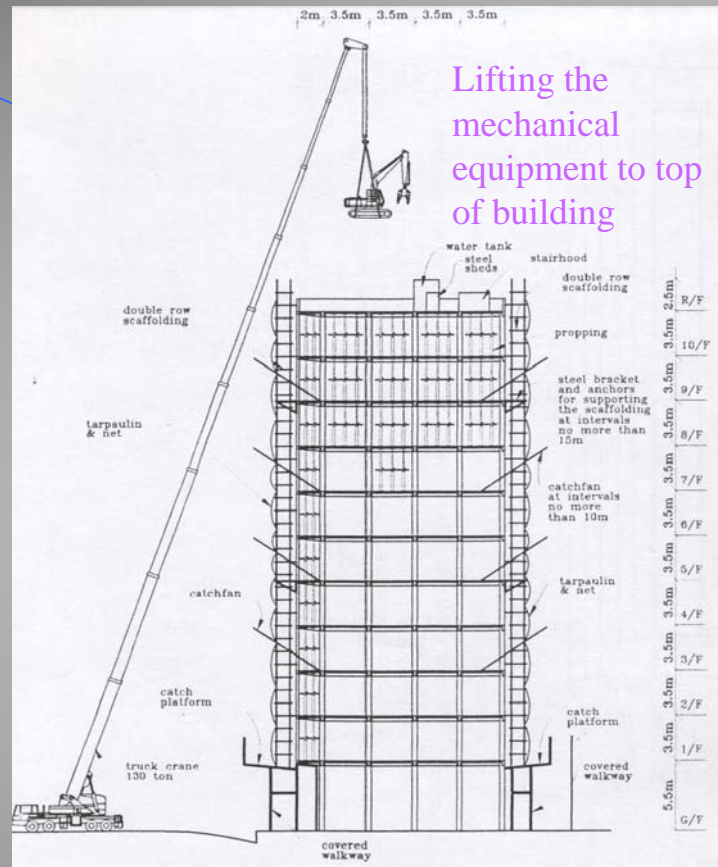 2m 3.5m 3.5m 3.5m 3.5m
Lifting the
mechanical
equipment to top
of building
water tank
steel
sheds
stairhood
double row
scaffolding
double row
scaffolding
propping
steel bracket
and anchors
for supporting
the scaffolding
at intervals
no more than
15m
tarpaulin
& net
catchfan
at intervals
no more
than 10m
catchfan
tarpaulin
& net
catch
platform
catch
platform
truck crane
130 ton
covered
walkway
covered
walkway
2.5m R/F
3.5m 10/F
3.5m 9/F
3.5m 8/F
3.5m 7/F
3.5m 6/F
3.5m 5/F
3.5m 4/F
3.5m 3/F
3.5m 2/F
3.5m 1/F
5.5m G/F